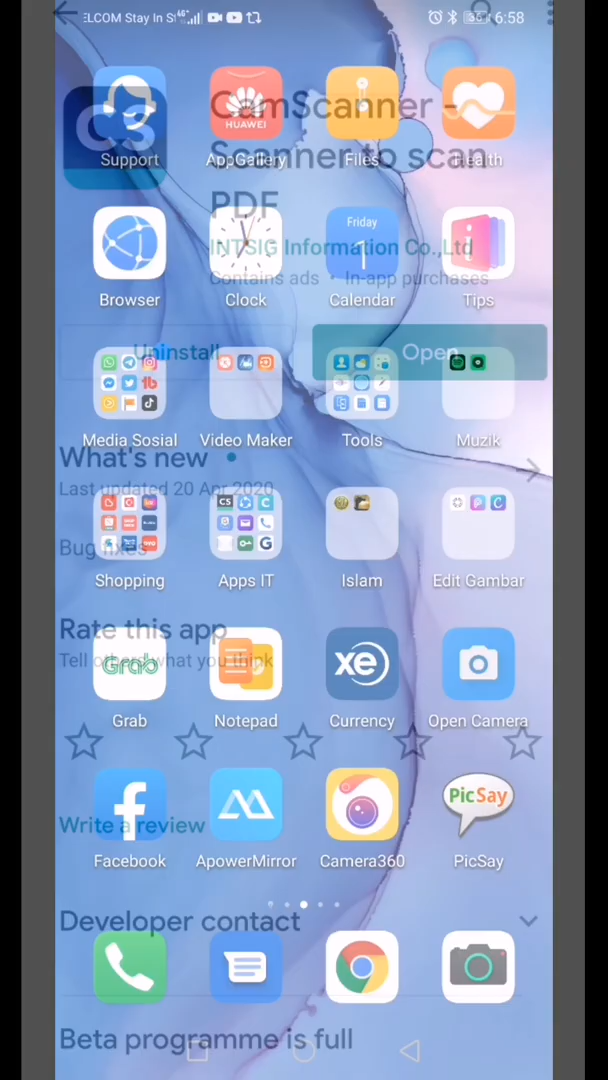 ELCOM Stay In S 4G 36 6:58
CamScanner -
Scanner to scan
PDF
INTSIG Information Co.,Ltd
Contains ads • In-app purchases
CS
HUAWEI
Support AppGallery Files Health
Friday
1
Browser Clock Calendar Tips
Uninstall Open
Media Sosial Video Maker Tools Muzik
What's new •
Last updated 20 Apr 2020
CS
Bug fixes
Shopping Apps IT Islam Edit Gambar
Rate this app
Tell others what you think
Grab xe
Grab Notepad Currency Open Camera
PicSay
Write a review
Facebook ApowerMirror Camera360 PicSay
Developer contact
Beta programme is full